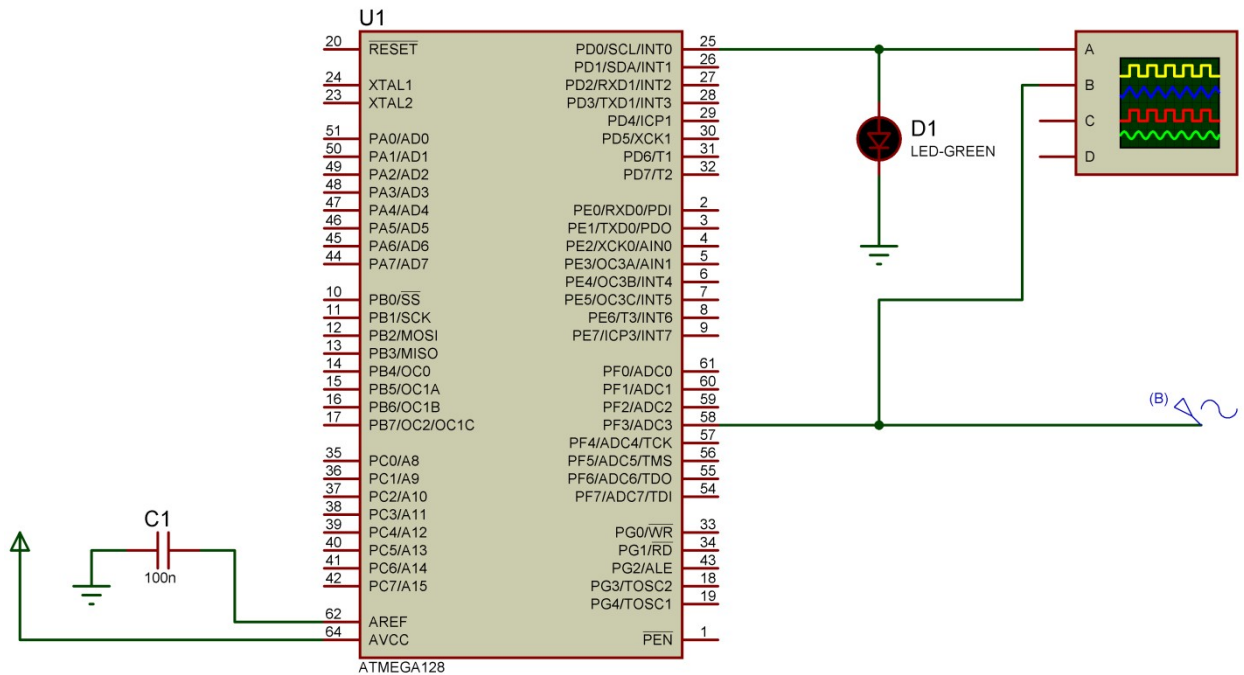 U1
20 RESET
24 XTAL1
23 XTAL2
51 PA0/AD0
50 PA1/AD1
49 PA2/AD2
48 PA3/AD3
47 PA4/AD4
46 PA5/AD5
45 PA6/AD6
44 PA7/AD7
10 PB0/SS
11 PB1/SCK
12 PB2/MOSI
13 PB3/MISO
14 PB4/OC0
15 PB5/OC1A
16 PB6/OC1B
17 PB7/OC2/OC1C
35 PC0/A8
36 PC1/A9
37 PC2/A10
38 PC3/A11
39 PC4/A12
40 PC5/A13
41 PC6/A14
42 PC7/A15
62 AREF
64 AVCC
PD0/SCL/INT0 25
PD1/SDA/INT1 26
PD2/RXD1/INT2 27
PD3/TXD1/INT3 28
PD4/ICP1 29
PD5/XCK1 30
PD6/T1 31
PD7/T2 32
PE0/RXD0/PDI 2
PE1/TXD0/PDO 3
PE2/XCK0/AIN0 4
PE3/OC3A/AIN1 5
PE4/OC3B/INT4 6
PE5/OC3C/INT5 7
PE6/T3/INT6 8
PE7/ICP3/INT7 9
PF0/ADC0 61
PF1/ADC1 60
PF2/ADC2 59
PF3/ADC3 58
PF4/ADC4/TCK 57
PF5/ADC5/TMS 56
PF6/ADC6/TDO 55
PF7/ADC7/TDI 54
PG0/WR 33
PG1/RD 34
PG2/ALE 43
PG3/TOSC2 18
PG4/TOSC1 19
PEN 1
ATMEGA128
C1
100n
D1
LED-GREEN
A
B
C
D
(B)